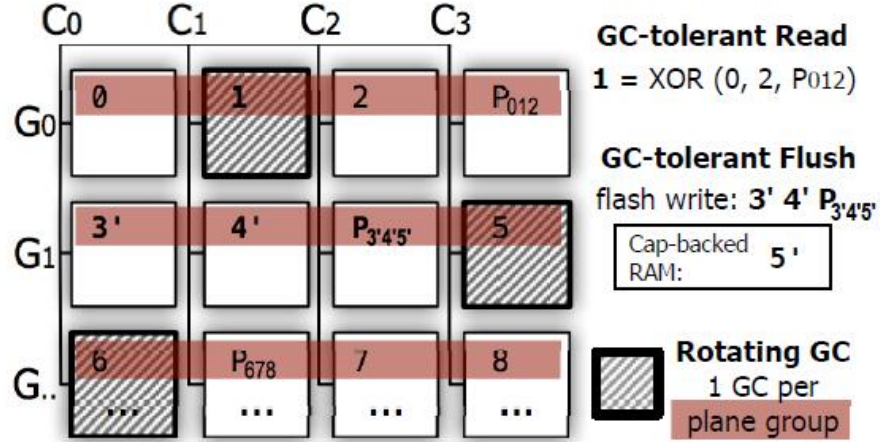 C0 C1 C2 C3
G0 0 1 2 P012
G1 3' 4' P3'4'5' 5
G.. 6 P678 7 8
... ... ... ...
GC-tolerant Read
1 = XOR (0, 2, P012)
GC-tolerant Flush
flash write: 3' 4' P3'4'5'
Cap-backed
RAM: 5'
Rotating GC
1 GC per
plane group